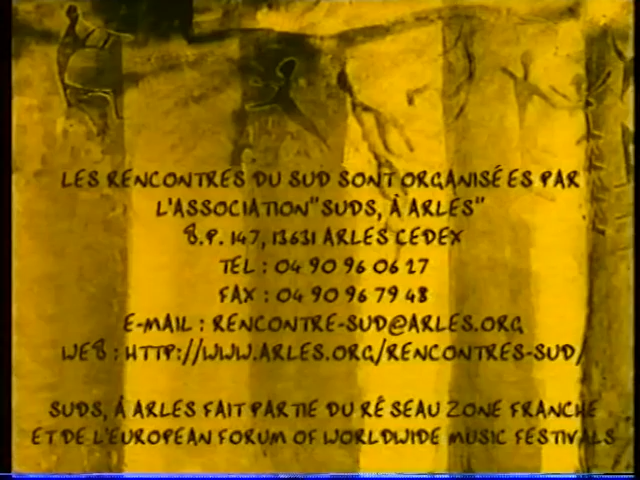 LES RENCONTRES DU SUD SONT ORGANISÉES PAR
L'ASSOCIATION "SUDS, À ARLES"
B.P. 147, 13631 ARLES CEDEX
TEL : 04 90 96 06 27
FAX : 04 90 96 79 48
E-MAIL : RENCONTRE-SUD@ARLES.ORG
WEB : HTTP://WWW.ARLES.ORG/RENCONTRES-SUD/
SUDS, À ARLES FAIT PARTIE DU RÉSEAU ZONE FRANCHE
ET DE L'EUROPEAN FORUM OF WORLDWIDE MUSIC FESTIVALS